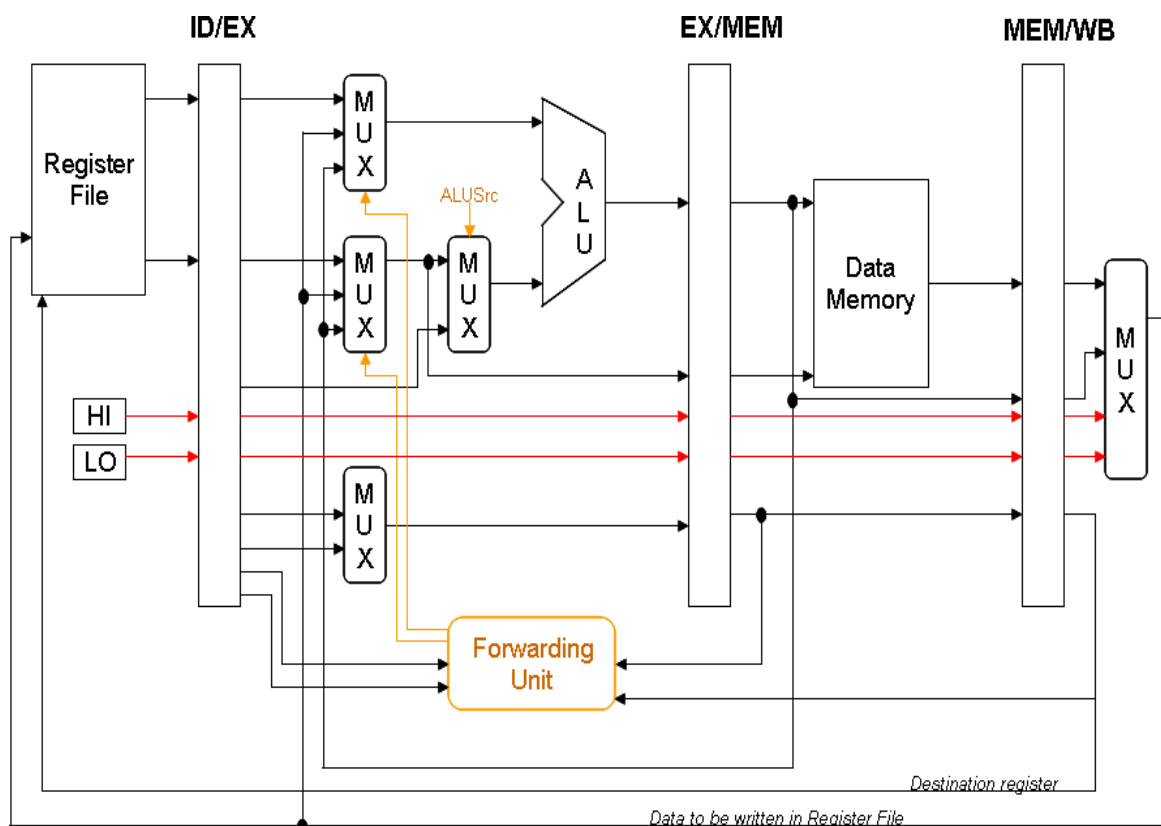 ID/EX
EX/MEM
MEM/WB
Register
File
M
U
X
ALUSrc
A
L
U
M
U
X
M
U
X
Data
Memory
M
U
X
HI
LO
M
U
X
Forwarding
Unit
Destination register
Data to be written in Register File